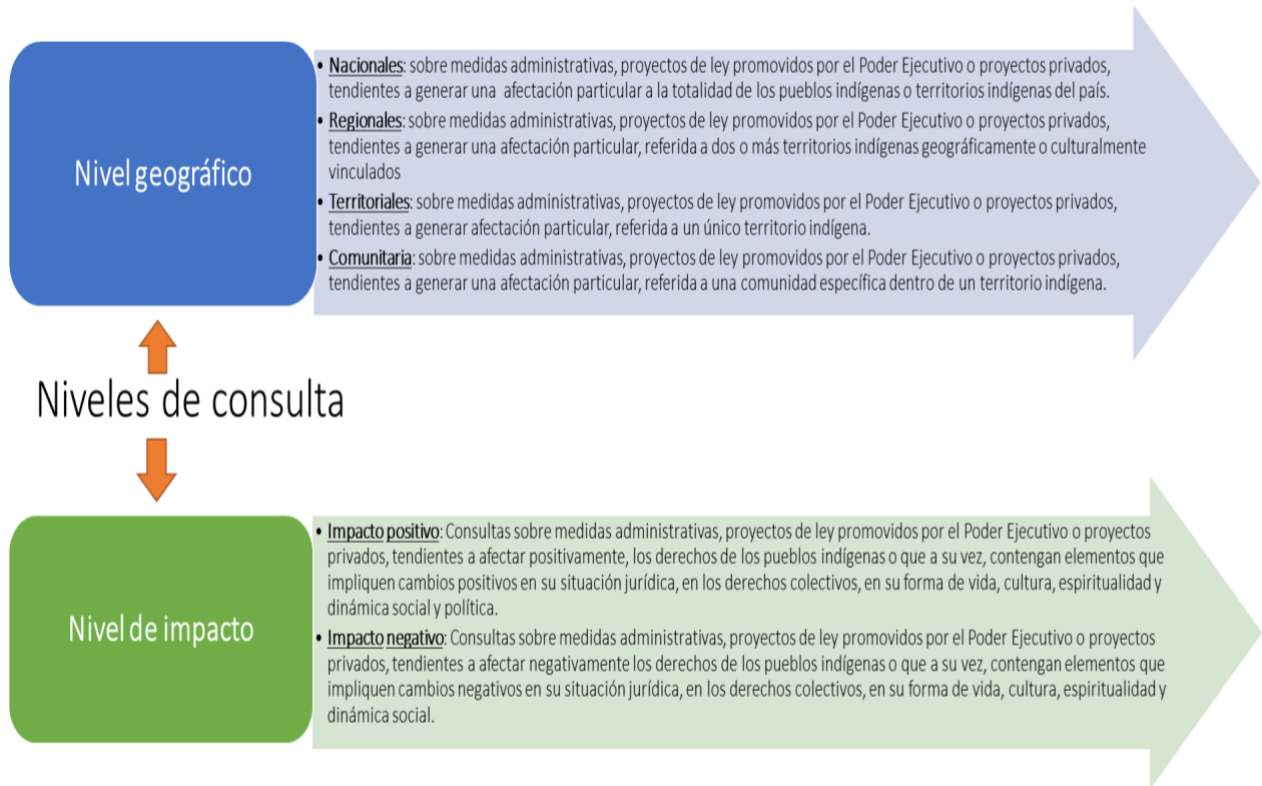 Nivel geográfico
• Nacionales: sobre medidas administrativas, proyectos de ley promovidos por el Poder Ejecutivo o proyectos privados,
tendientes a generar una afectación particular a la totalidad de los pueblos indígenas o territorios indígenas del país.
• Regionales: sobre medidas administrativas, proyectos de ley promovidos por el Poder Ejecutivo o proyectos privados,
tendientes a generar una afectación particular, referida a dos o más territorios indígenas geográficamente o culturalmente
vinculados
• Territoriales: sobre medidas administrativas, proyectos de ley promovidos por el Poder Ejecutivo o proyectos privados,
tendientes a generar afectación particular, referida a un único territorio indígena.
• Comunitaria: sobre medidas administrativas, proyectos de ley promovidos por el Poder Ejecutivo o proyectos privados,
tendientes a generar una afectación particular, referida a una comunidad específica dentro de un territorio indígena.
Niveles de consulta
Nivel de impacto
• Impacto positivo: Consultas sobre medidas administrativas, proyectos de ley promovidos por el Poder Ejecutivo o proyectos
privados, tendientes a afectar positivamente, los derechos de los pueblos indígenas o que a su vez, contengan elementos que
impliquen cambios positivos en su situación jurídica, en los derechos colectivos, en su forma de vida, cultura, espiritualidad y
dinámica social y política.
• Impacto negativo: Consultas sobre medidas administrativas, proyectos de ley promovidos por el Poder Ejecutivo o proyectos
privados, tendientes a afectar negativamente los derechos de los pueblos indígenas o que a su vez, contengan elementos que
impliquen cambios negativos en su situación jurídica, en los derechos colectivos, en su forma de vida, cultura, espiritualidad y
dinámica social.